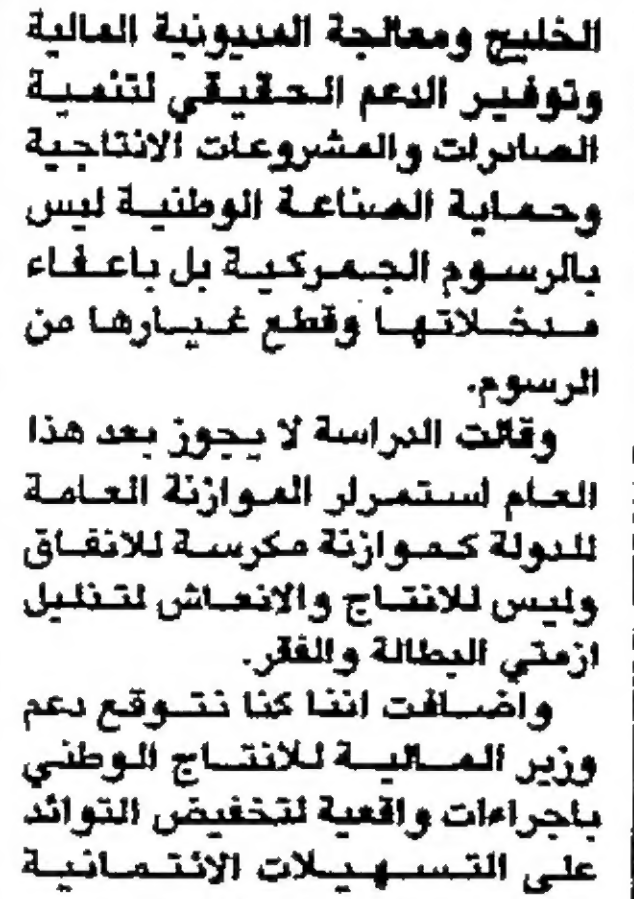 الخليج ومعالجة المديونية المالية
وتوفير الدعم الحقيقي لتنمية
الصادرات والمشروعات الانتاجية
وحماية الصناعة الوطنية ليس
بالرسوم الجمركية بل باعفاء
مدخلاتها وقطع غيارها من
الرسوم.
وقالت الدراسة لا يجوز بعد هذا
العام استمرار الموازنة العامة
للدولة كموازنة مكرسة للانفاق
وليس للانتاج والانعاش لتذليل
ازمتي البطالة والفقر.
واضافت اننا كنا نتوقع دعم
وزير المالية للانتاج الوطني
باجراءات واقعية لتخفيض الفوائد
على التسهيلات الائتمانية